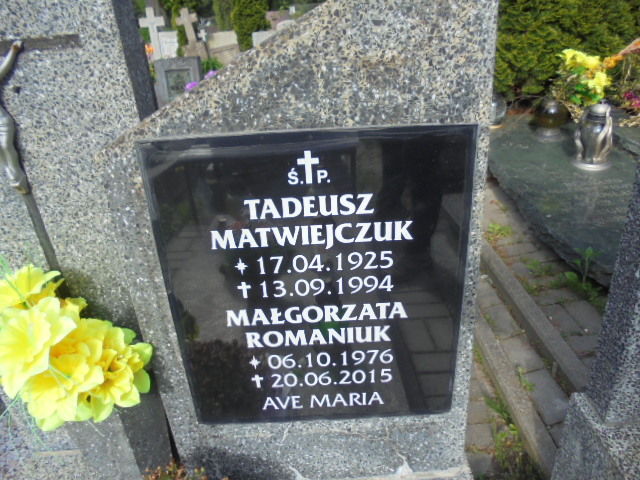 Ś.†P.
TADEUSZ
MATWIEJCZUK
* 17.04.1925
† 13.09.1994
MAŁGORZATA
ROMANIUK
* 06.10.1976
† 20.06.2015
AVE MARIA